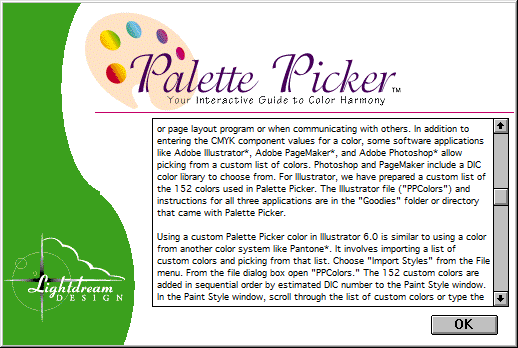 Palette Picker™
Your Interactive Guide to Color Harmony
or page layout program or when communicating with others. In addition to
entering the CMYK component values for a color, some software applications
like Adobe Illustrator*, Adobe PageMaker*, and Adobe Photoshop* allow
picking from a custom list of colors. Photoshop and PageMaker include a DIC
color library to choose from. For Illustrator, we have prepared a custom list of
the 152 colors used in Palette Picker. The Illustrator file ("PPColors") and
instructions for all three applications are in the "Goodies" folder or directory
that came with Palette Picker.
Using a custom Palette Picker color in Illustrator 6.0 is similar to using a color
from another color system like Pantone*. It involves importing a list of
custom colors and picking from that list. Choose "Import Styles" from the File
menu. From the file dialog box open "PPColors." The 152 custom colors are
added in sequential order by estimated DIC number to the Paint Style window.
In the Paint Style window, scroll through the list of custom colors or type the
Lightdream
DESIGN
OK